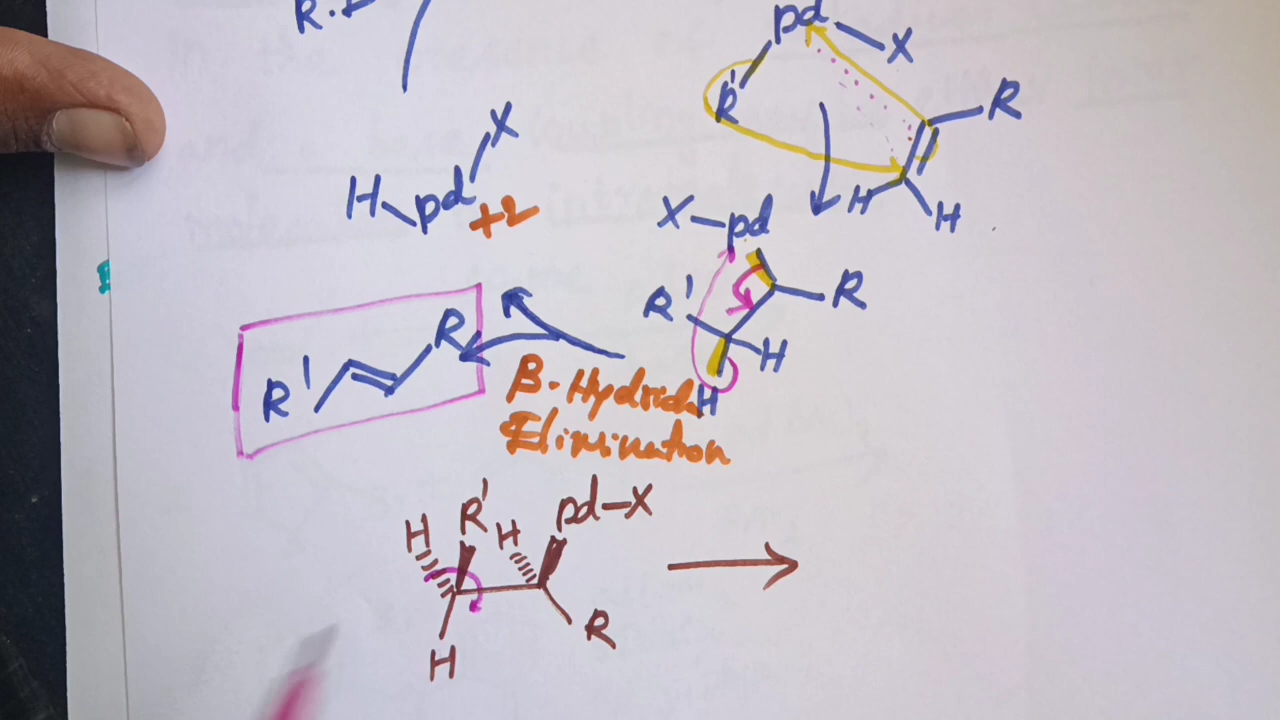 pd
X
R'
R
H
H
X
H
pd
+2
X-pd
R'
R
H
H
R'
R
β-Hydride
Elimination
H
R'
H
pd-X
H
R